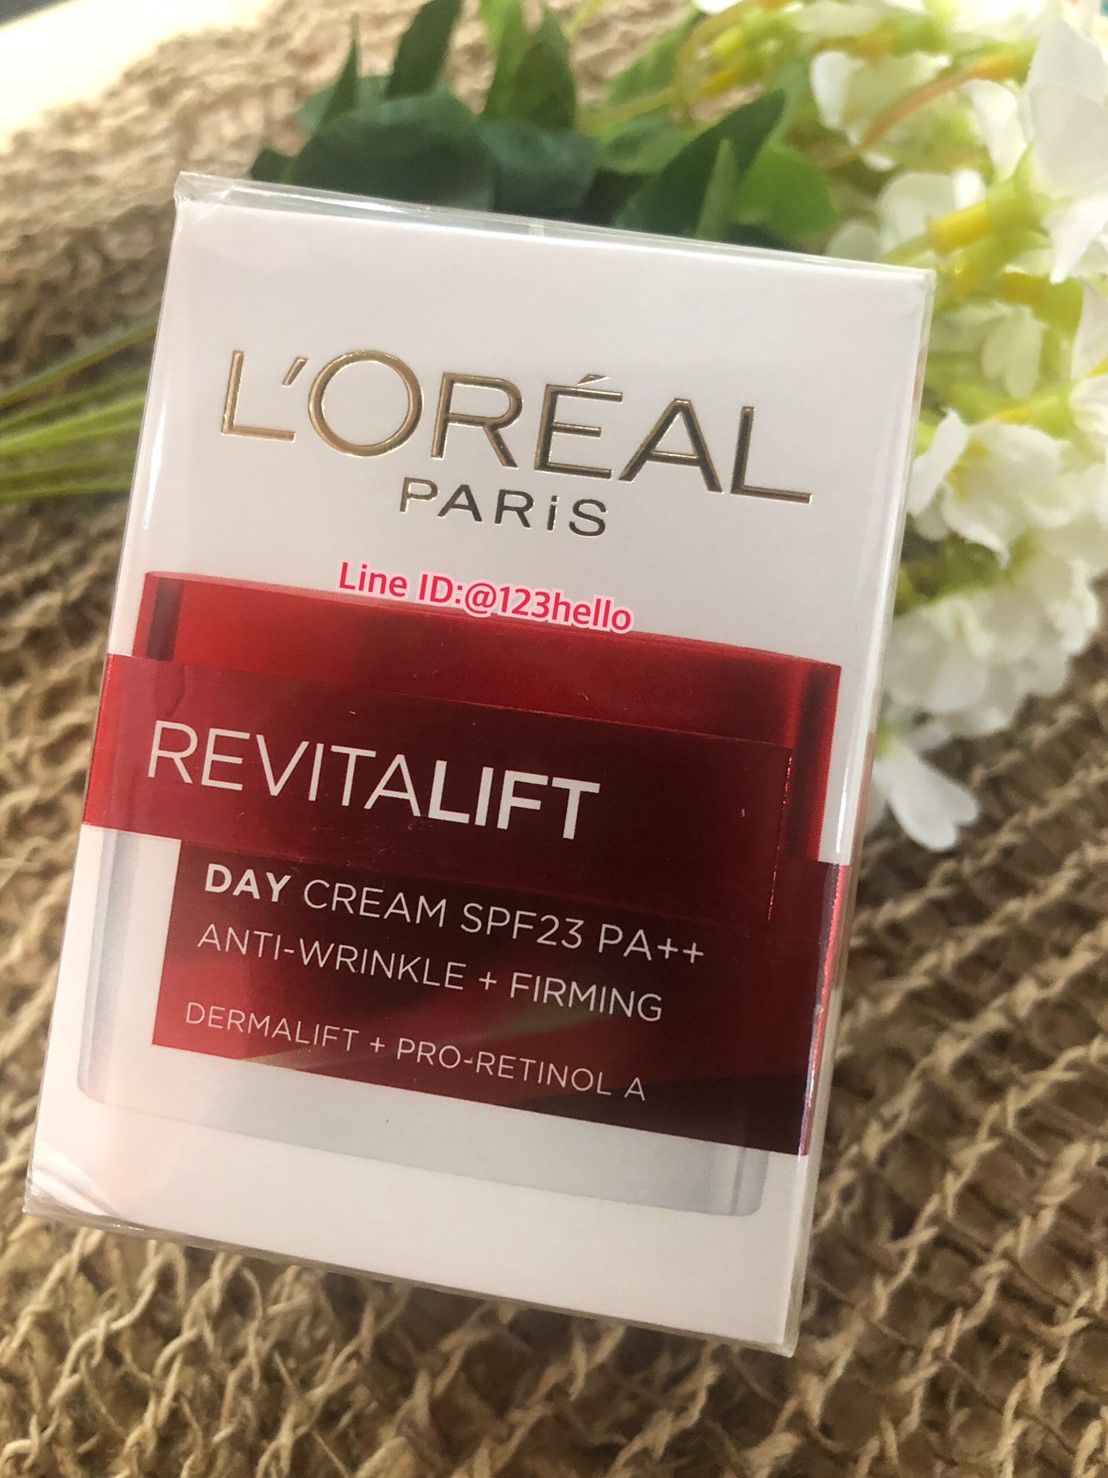 L'ORÉAL
PARiS
Line ID:@123hello
REVITALIFT
DAY CREAM SPF23 PA++
ANTI-WRINKLE + FIRMING
DERMALIFT + PRO-RETINOL A